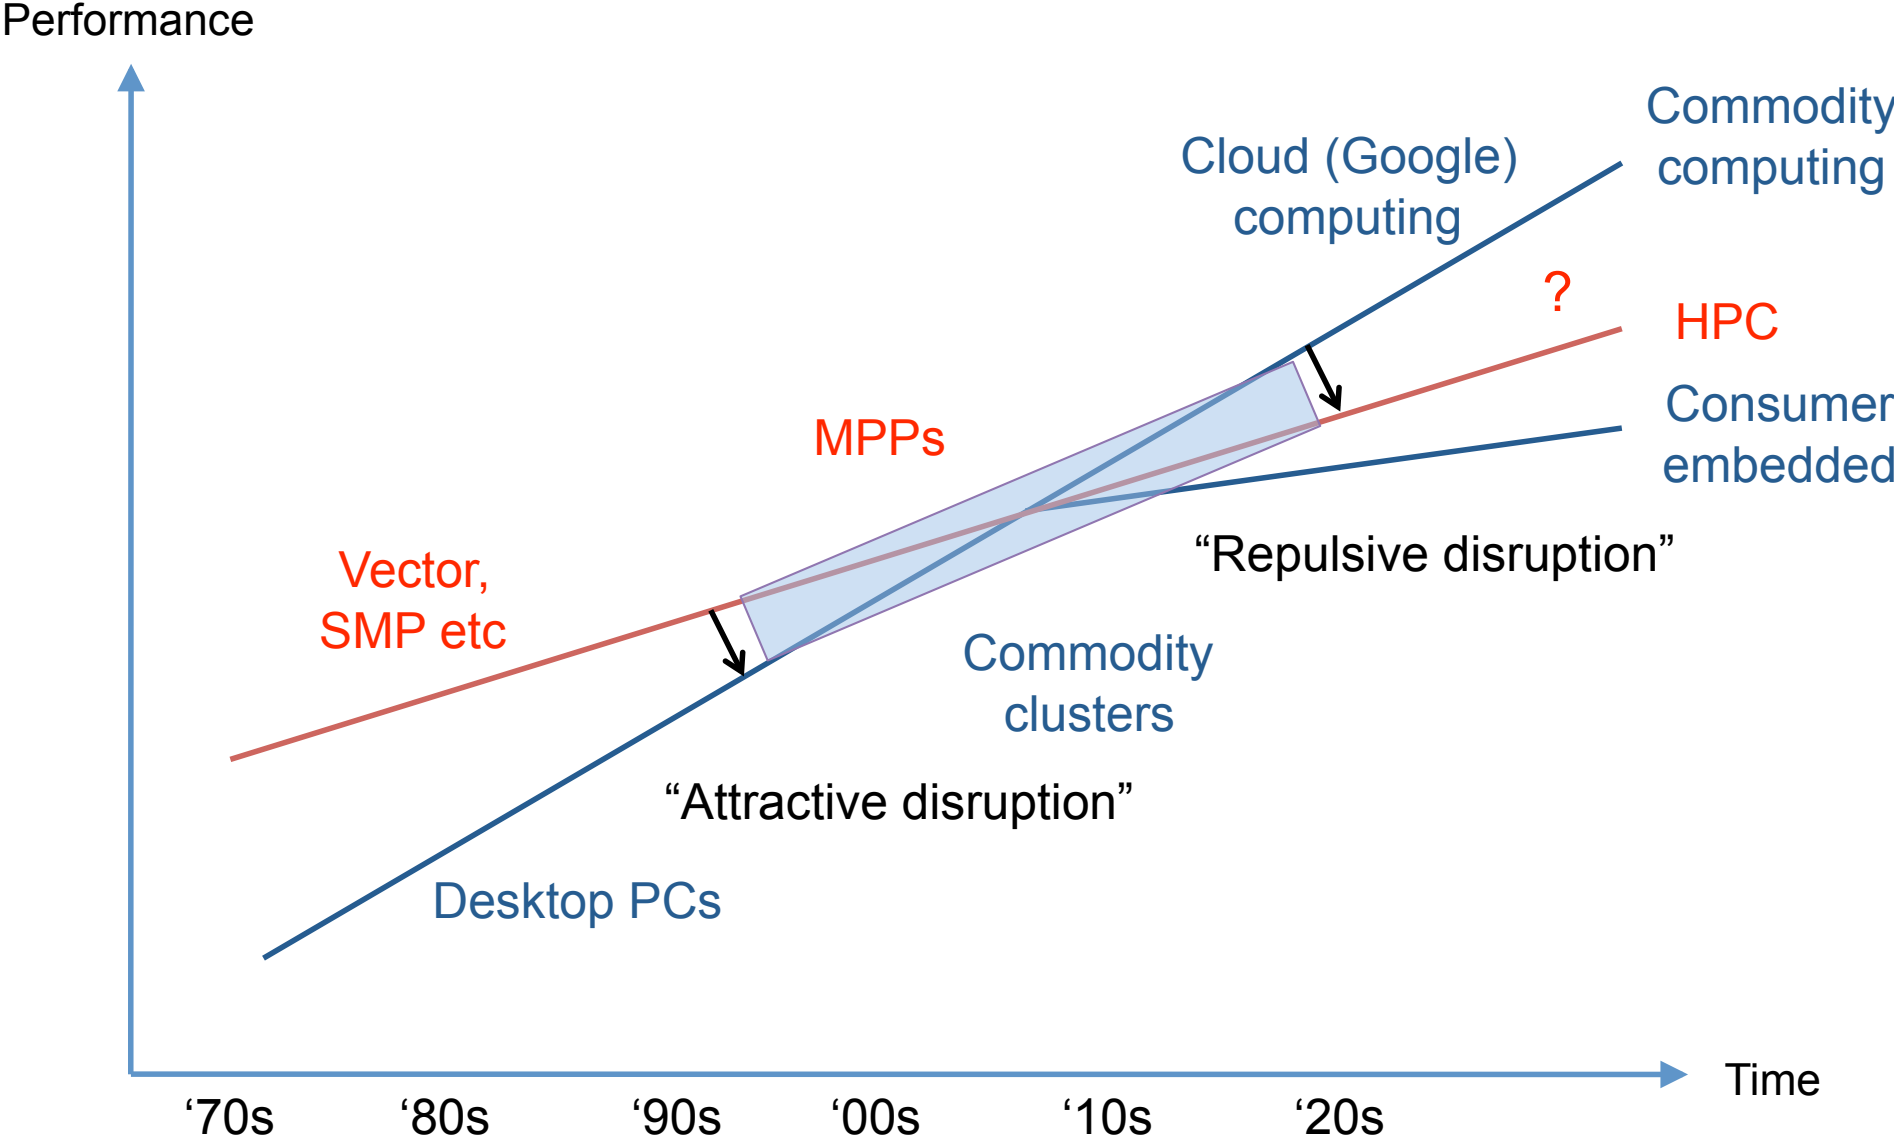 Performance
Commodity
computing
Cloud (Google)
computing
?
HPC
Consumer
embedded
MPPs
“Repulsive disruption”
Vector,
SMP etc
Commodity
clusters
“Attractive disruption”
Desktop PCs
Time
‘70s
‘80s
‘90s
‘00s
‘10s
‘20s